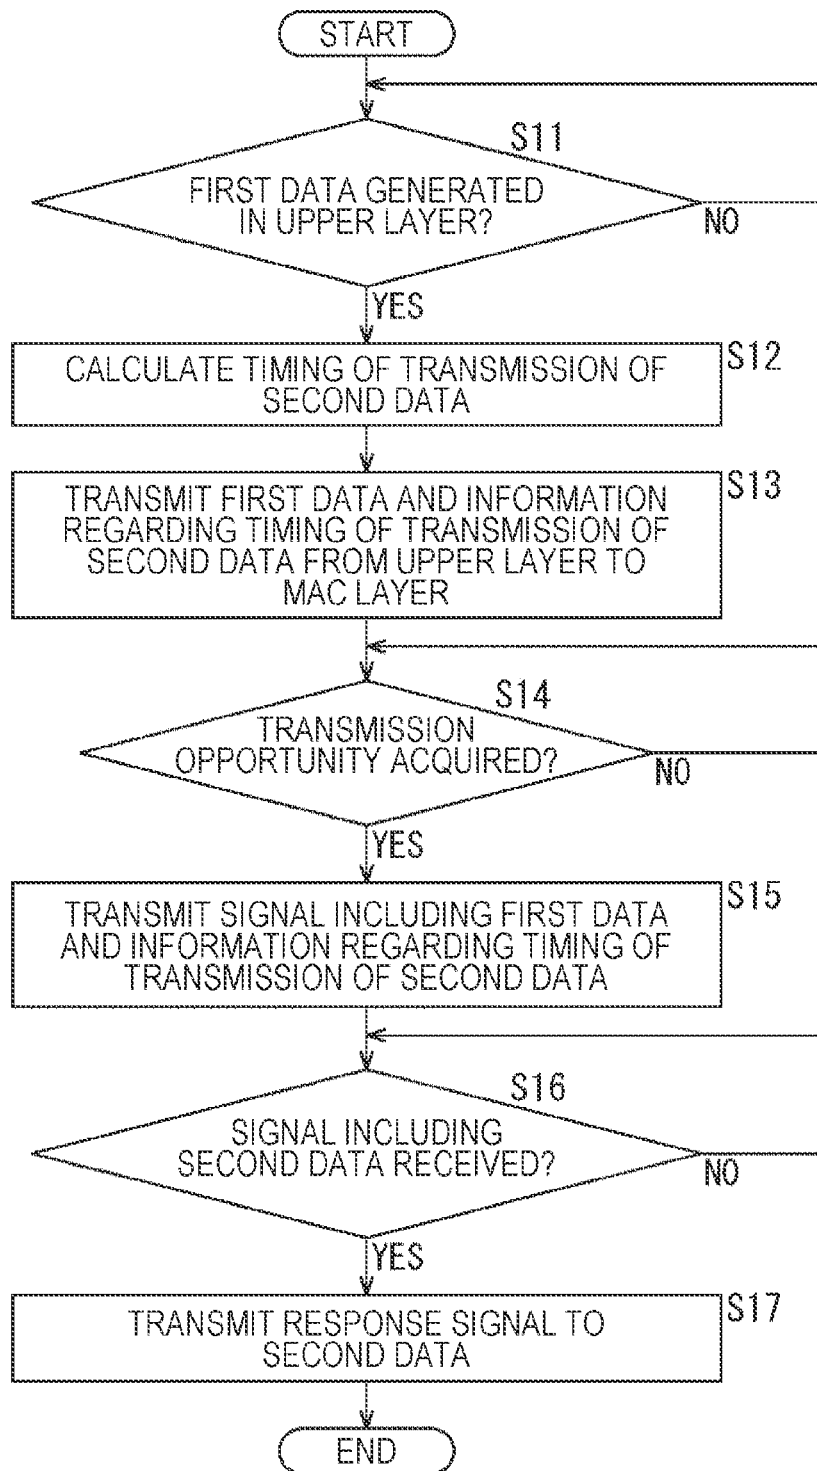 START
S11
FIRST DATA GENERATED
IN UPPER LAYER?
NO
YES
S12
CALCULATE TIMING OF TRANSMISSION OF
SECOND DATA
S13
TRANSMIT FIRST DATA AND INFORMATION
REGARDING TIMING OF TRANSMISSION OF
SECOND DATA FROM UPPER LAYER TO
MAC LAYER
S14
TRANSMISSION
OPPORTUNITY ACQUIRED?
NO
YES
S15
TRANSMIT SIGNAL INCLUDING FIRST DATA
AND INFORMATION REGARDING TIMING OF
TRANSMISSION OF SECOND DATA
S16
SIGNAL INCLUDING
SECOND DATA RECEIVED?
NO
YES
S17
TRANSMIT RESPONSE SIGNAL TO
SECOND DATA
END